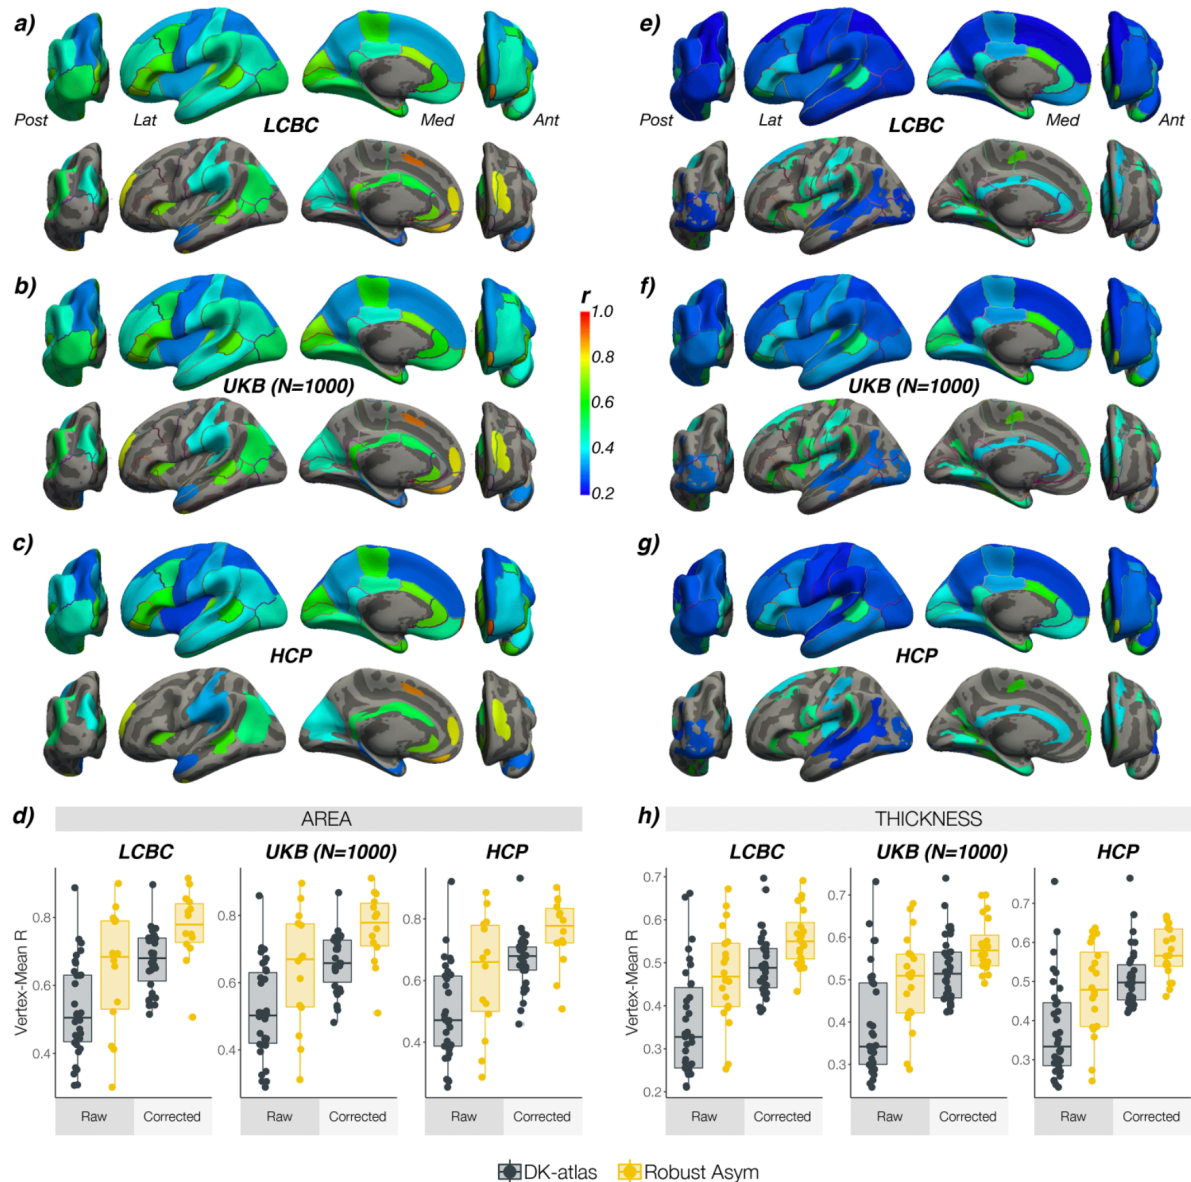 a)
e)
Post
Lat
LCBC
Med
Ant
Post
Lat
LCBC
Med
Ant
b)
f)
r
1.0
0.8
0.6
0.4
0.2
UKB (N=1000)
UKB (N=1000)
c)
g)
HCP
HCP
d)
AREA
LCBC
UKB (N=1000)
HCP
Vertex-Mean R
0.8
0.6
0.4
0.8
0.6
0.4
0.8
0.6
0.4
Raw
Corrected
Raw
Corrected
Raw
Corrected
h)
THICKNESS
LCBC
UKB (N=1000)
HCP
Vertex-Mean R
0.7
0.6
0.5
0.4
0.3
0.2
0.7
0.6
0.5
0.4
0.3
0.7
0.6
0.5
0.4
0.3
Raw
Corrected
Raw
Corrected
Raw
Corrected
DK-atlas
Robust Asym